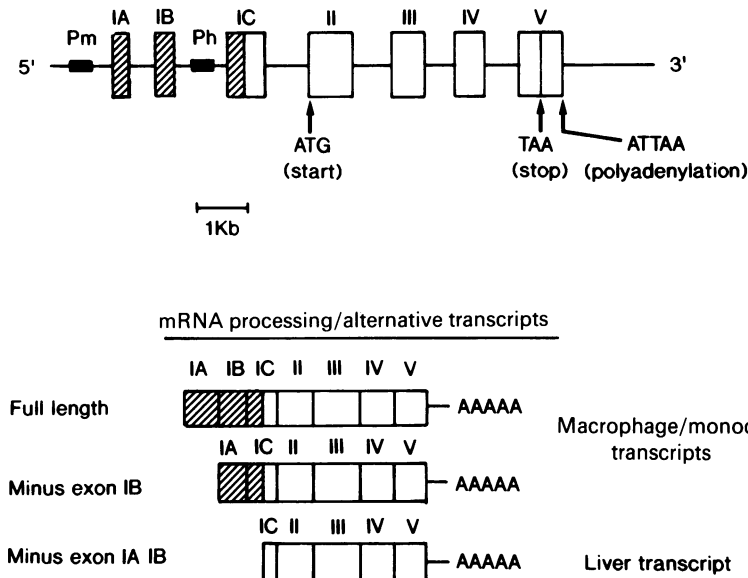 IA IB IC II III IV V
Pm Ph
5' 3'
ATG TAA ATTAA
(start) (stop) (polyadenylation)
1Kb
mRNA processing/alternative transcripts
IA IB IC II III IV V
Full length AAAAA
Macrophage/monoc
transcripts
IA IC II III IV V
Minus exon IB AAAAA
IC II III IV V
Minus exon IA IB AAAAA Liver transcript